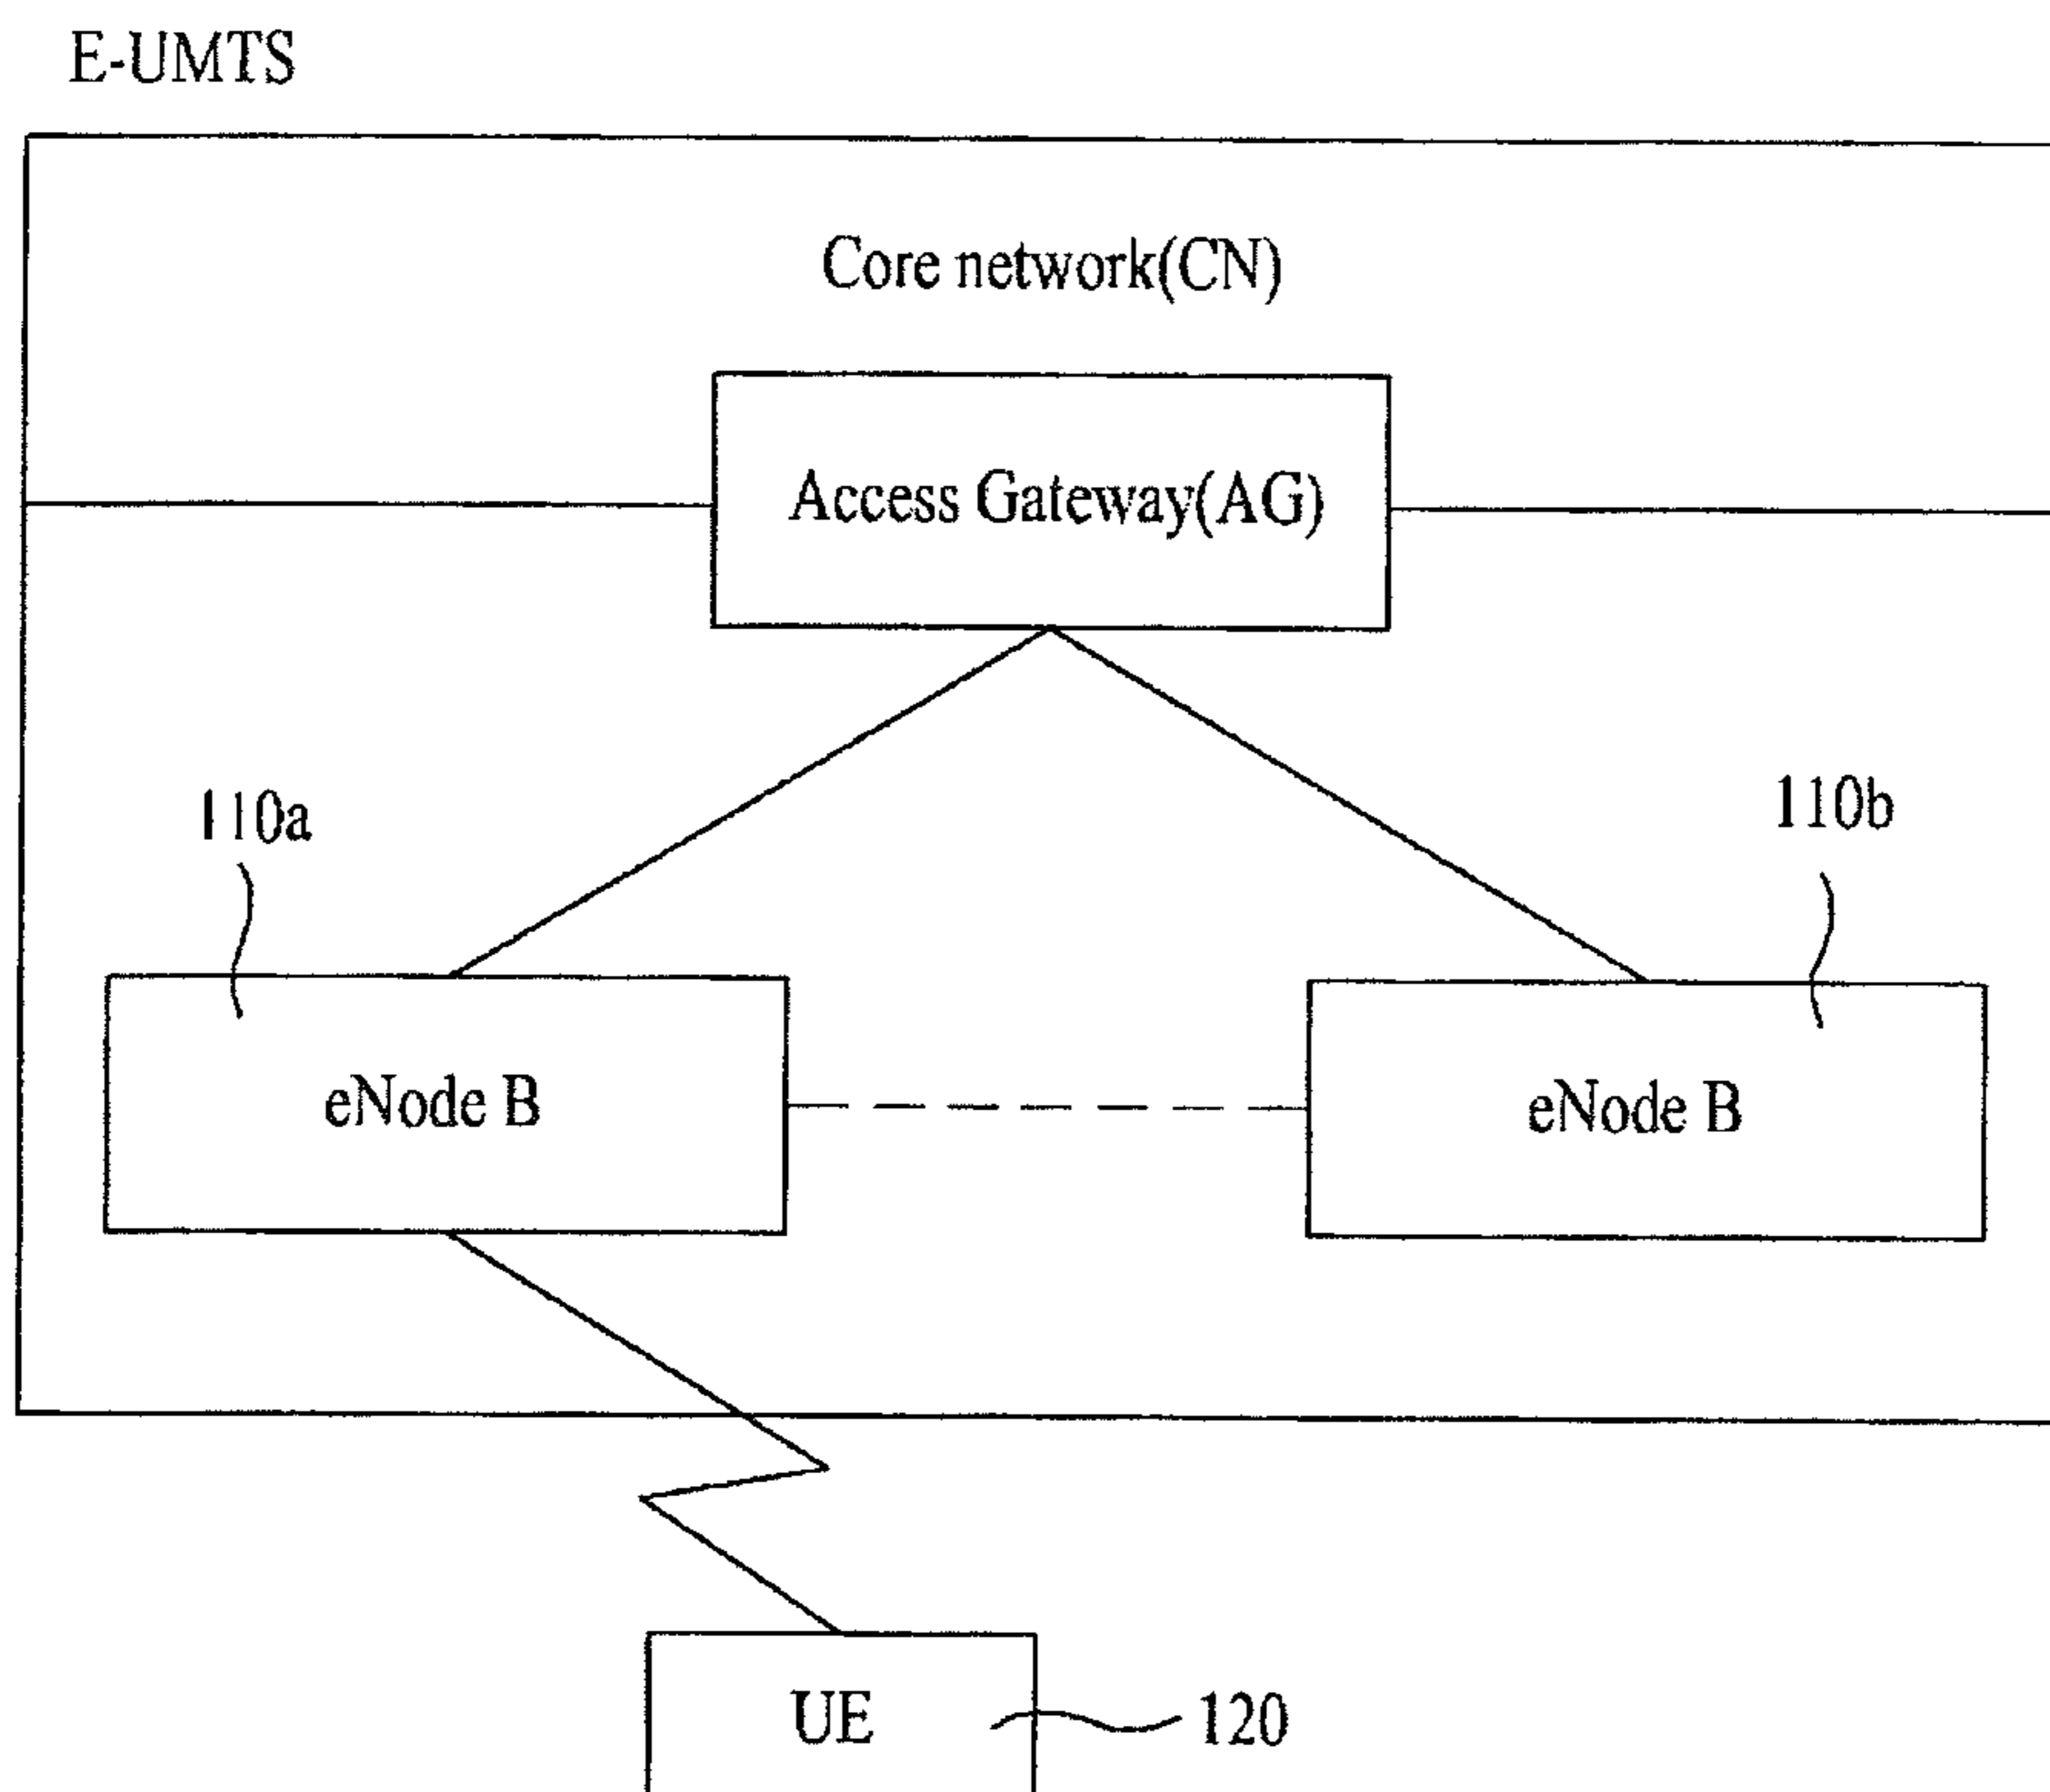 E-UMTS
Core network(CN)
Access Gateway(AG)
110a
110b
eNode B
eNode B
UE
120